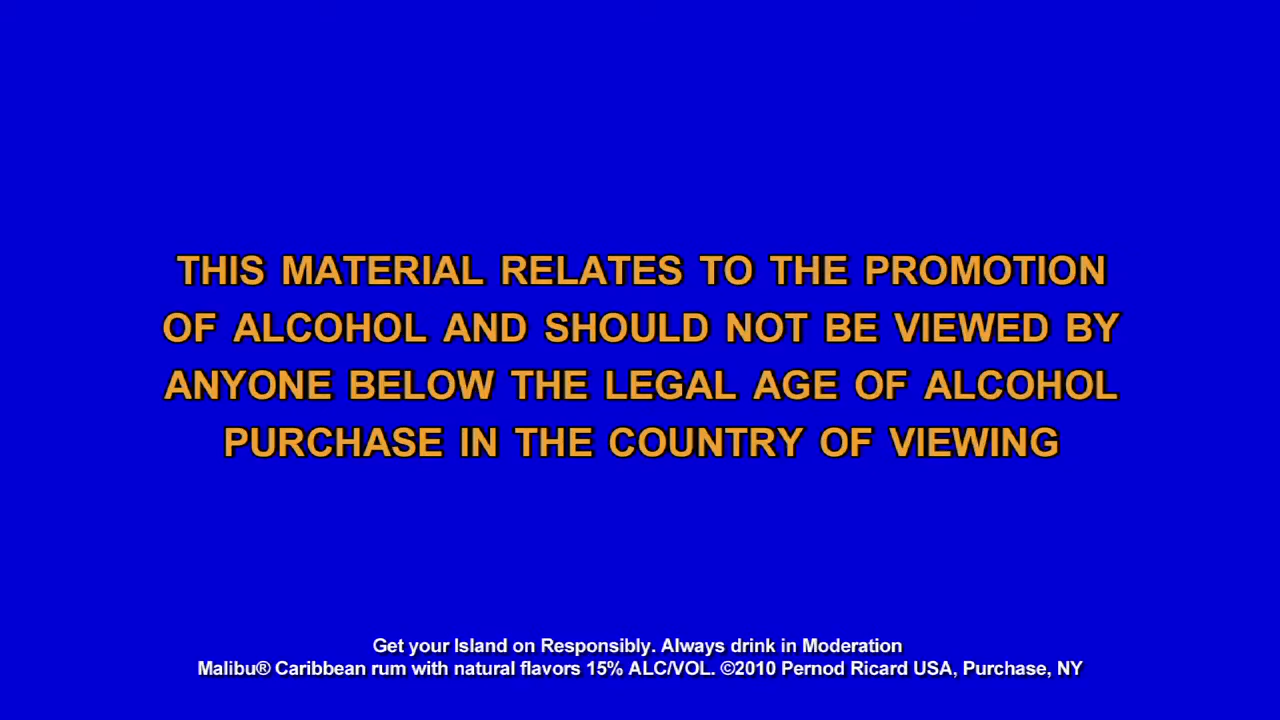 THIS MATERIAL RELATES TO THE PROMOTION
OF ALCOHOL AND SHOULD NOT BE VIEWED BY
ANYONE BELOW THE LEGAL AGE OF ALCOHOL
PURCHASE IN THE COUNTRY OF VIEWING
Get your Island on Responsibly. Always drink in Moderation
Malibu® Caribbean rum with natural flavors 15% ALC/VOL. ©2010 Pernod Ricard USA, Purchase, NY